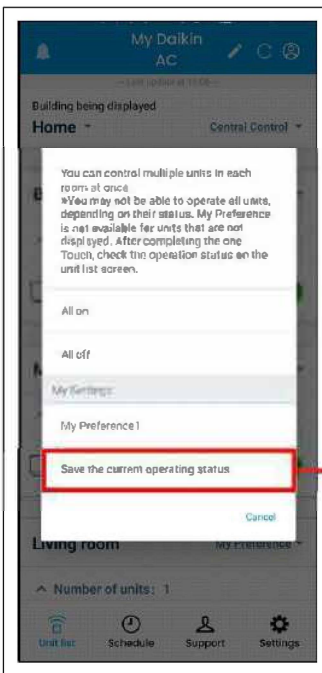 My Daikin
AC
Building being displayed
Home
Central Control
You can control multiple units in each
room at once
※You may not be able to operate all units,
depending on their status. My Preference
is not available for units that are not
displayed. After completing the One
Touch, check the operation status on the
unit list screen.
All on
All off
My Settings
My Preference1
Save the current operating status
Cancel
Living room
My Preference
Number of units: 1
Unit list
Schedule
Support
Settings